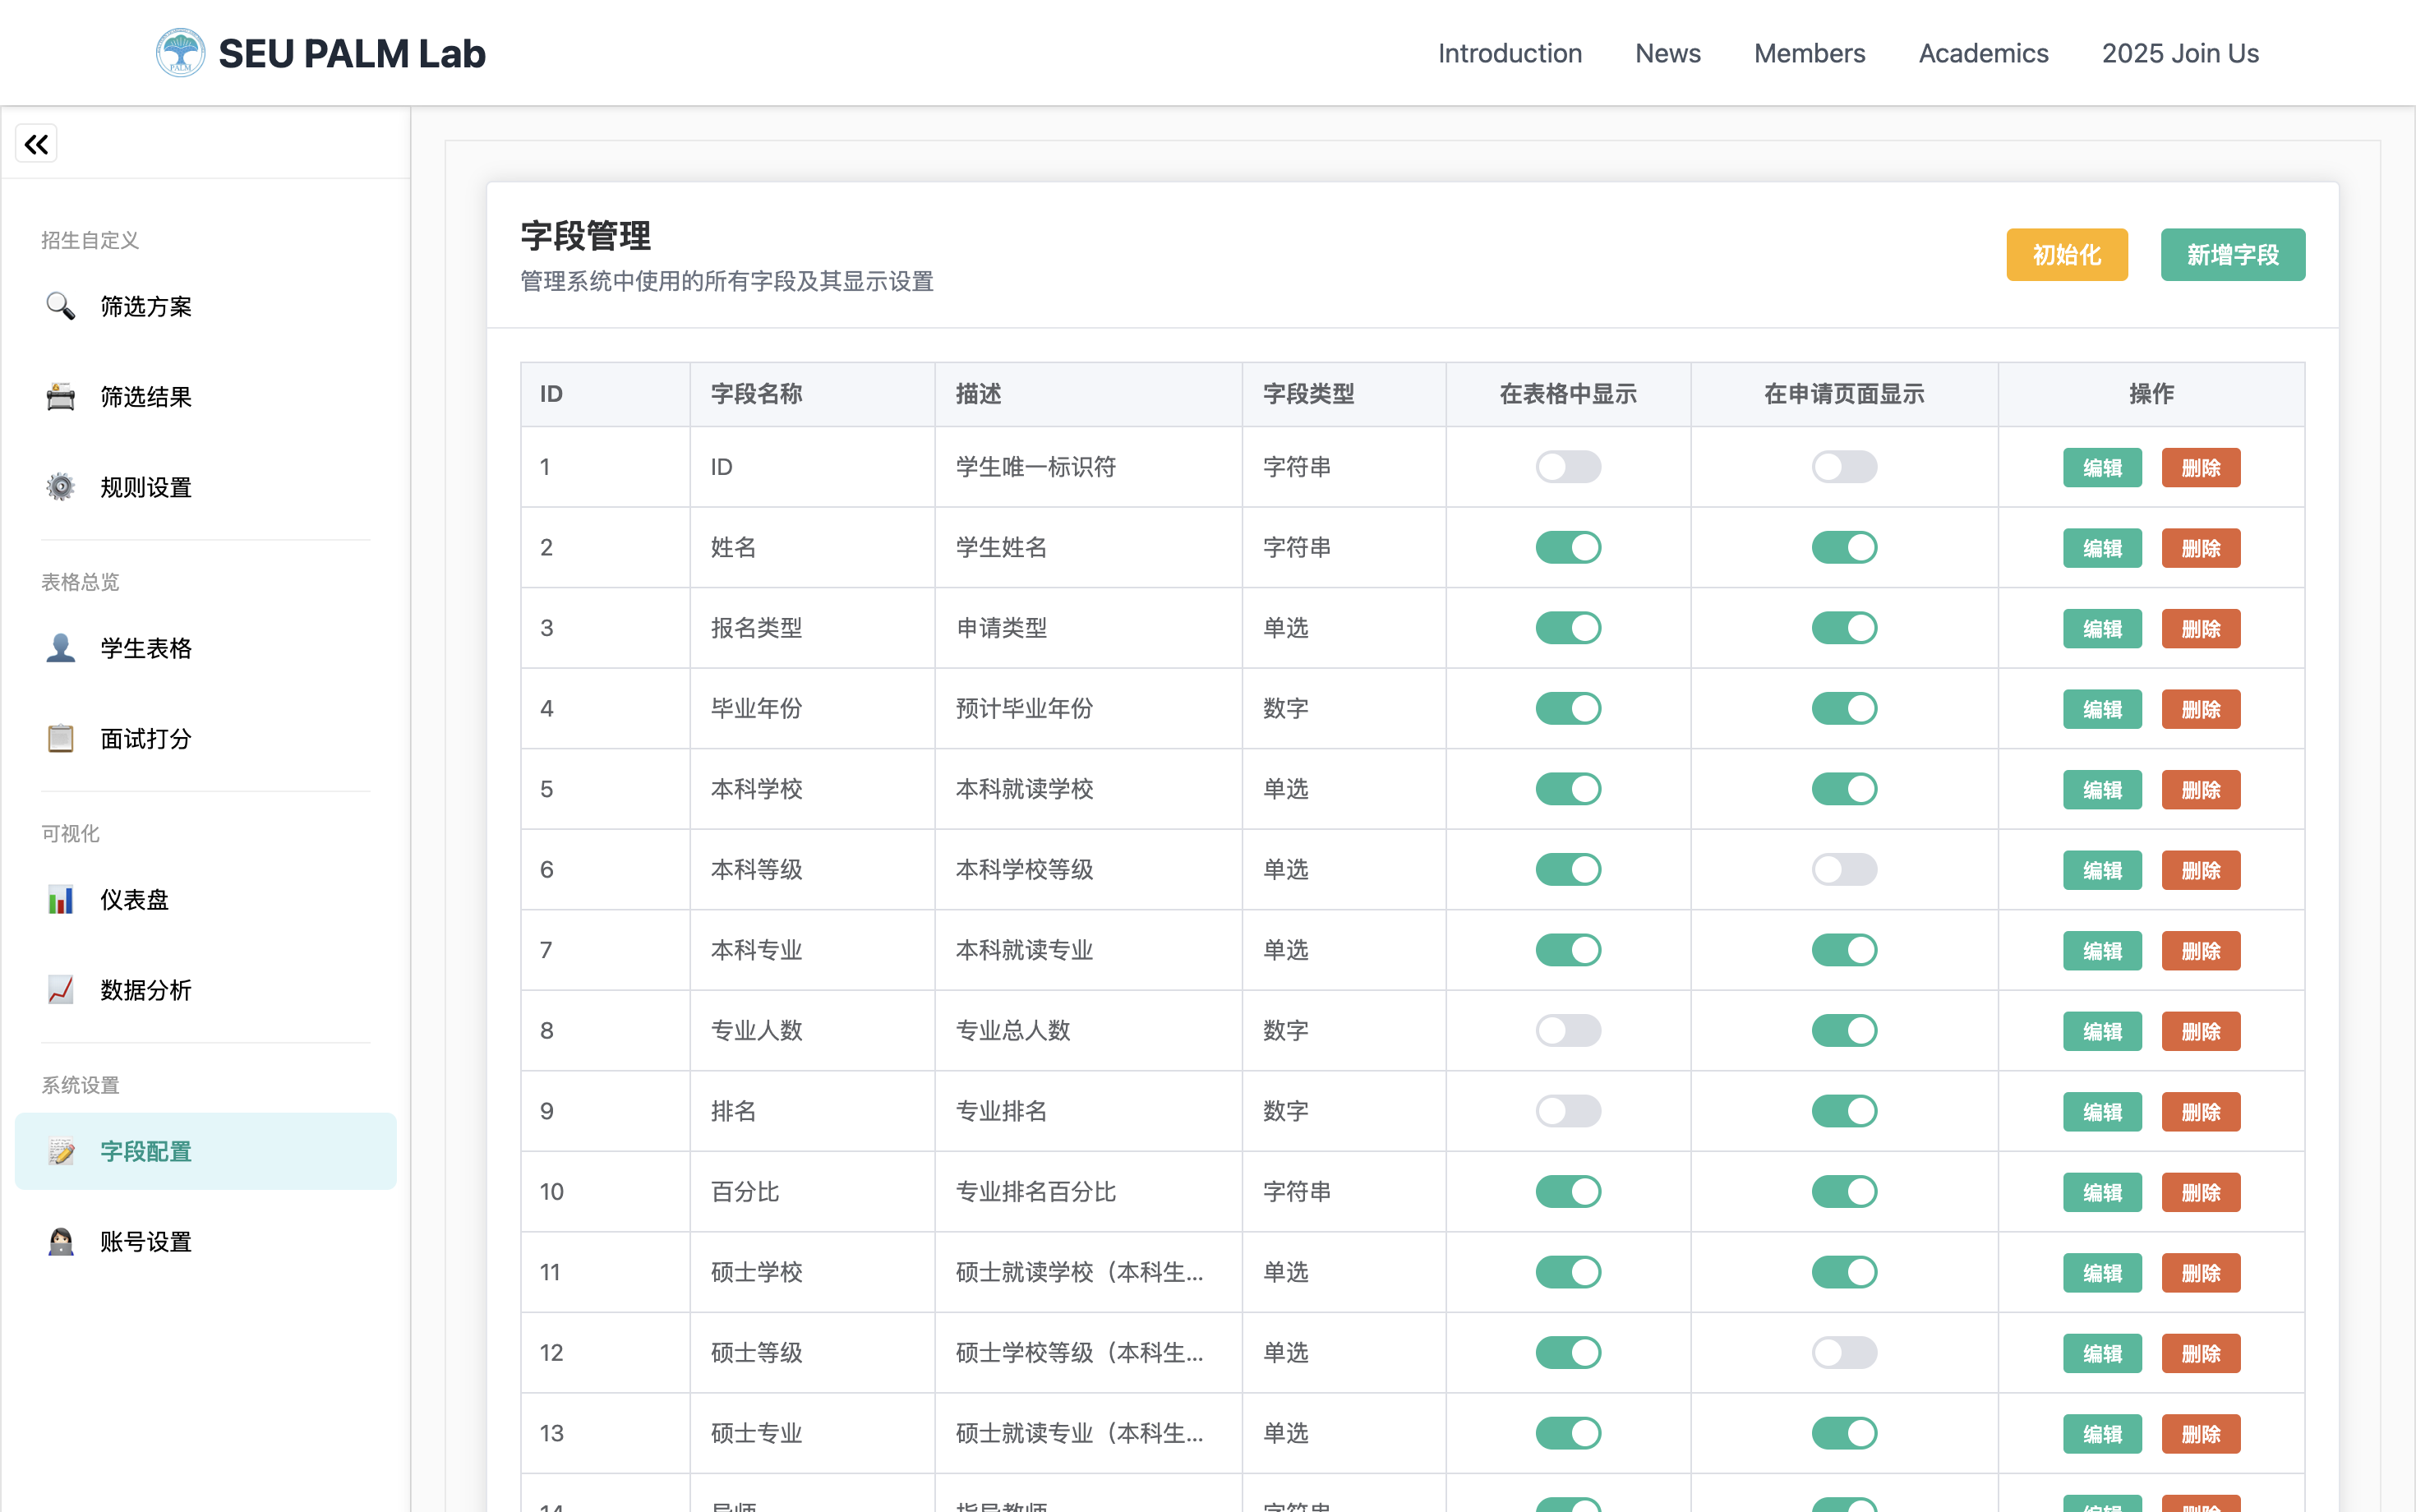 SEU PALM Lab
Introduction News Members Academics 2025 Join Us
招生自定义
筛选方案
筛选结果
规则设置
表格总览
学生表格
面试打分
可视化
仪表盘
数据分析
系统设置
字段配置
账号设置
字段管理
管理系统中使用的所有字段及其显示设置
初始化 新增字段
ID 字段名称 描述 字段类型 在表格中显示 在申请页面显示 操作
1 ID 学生唯一标识符 字符串 编辑 删除
2 姓名 学生姓名 字符串 编辑 删除
3 报名类型 申请类型 单选 编辑 删除
4 毕业年份 预计毕业年份 数字 编辑 删除
5 本科学校 本科就读学校 单选 编辑 删除
6 本科等级 本科学校等级 单选 编辑 删除
7 本科专业 本科就读专业 单选 编辑 删除
8 专业人数 专业总人数 数字 编辑 删除
9 排名 专业排名 数字 编辑 删除
10 百分比 专业排名百分比 字符串 编辑 删除
11 硕士学校 硕士就读学校（本科生... 单选 编辑 删除
12 硕士等级 硕士学校等级（本科生... 单选 编辑 删除
13 硕士专业 硕士就读专业（本科生... 单选 编辑 删除
14 导师 指导教师 字符串 编辑 删除